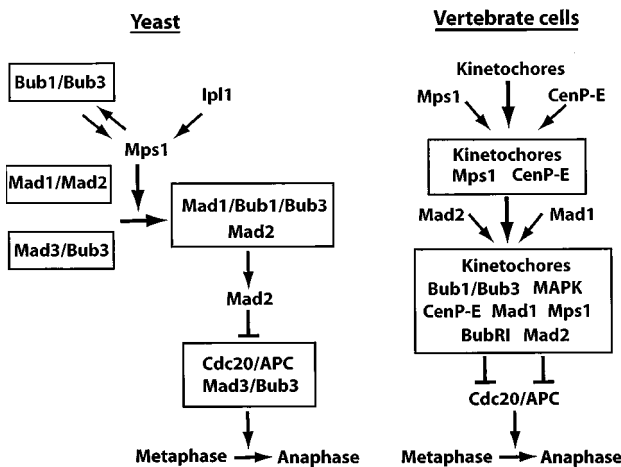 Yeast
Bub1/Bub3
Ipl1
Mps1
Mad1/Mad2
Mad3/Bub3
Mad1/Bub1/Bub3
Mad2
Mad2
Cdc20/APC
Mad3/Bub3
Metaphase
Anaphase
Vertebrate cells
Kinetochores
Mps1
CenP-E
Kinetochores
Mps1 CenP-E
Mad2
Mad1
Kinetochores
Bub1/Bub3 MAPK
CenP-E Mad1 Mps1
BubRI Mad2
Cdc20/APC
Metaphase
Anaphase